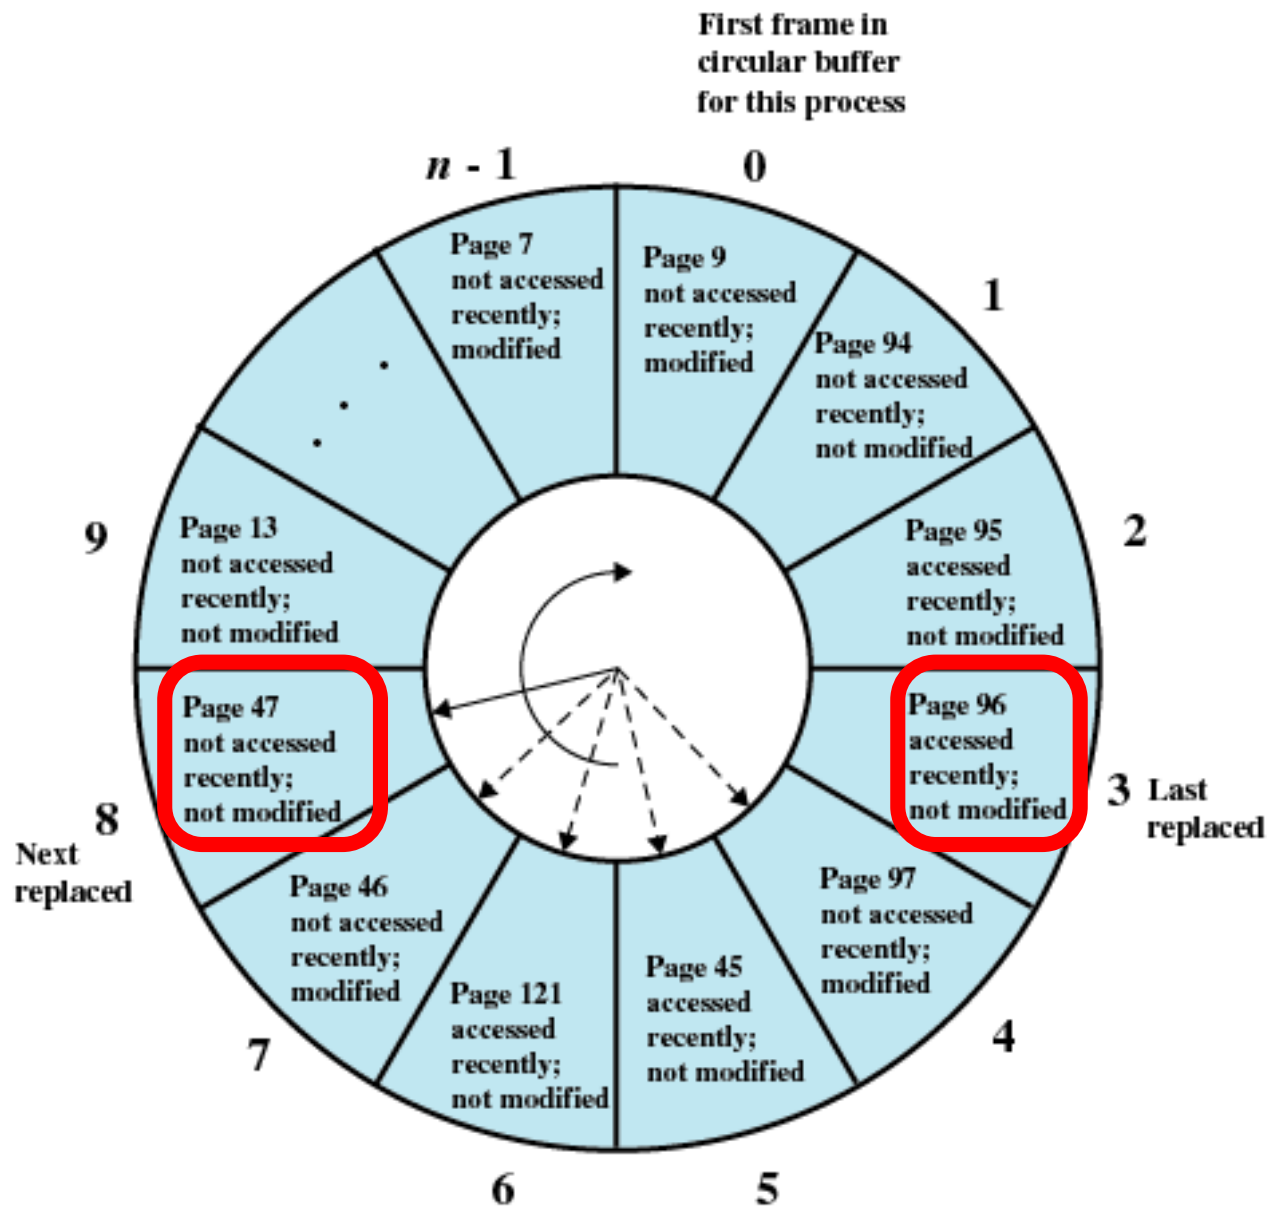 First frame in
circular buffer
for this process
n - 1
0
Page 7
not accessed
recently;
modified
Page 9
not accessed
recently;
modified
1
Page 94
not accessed
recently;
not modified
2
Page 95
accessed
recently;
not modified
9
Page 13
not accessed
recently;
not modified
Page 96
accessed
recently;
not modified
3
Last
replaced
Page 47
not accessed
recently;
not modified
8
Next
replaced
Page 97
not accessed
recently;
modified
4
Page 46
not accessed
recently;
modified
7
Page 45
accessed
recently;
not modified
5
Page 121
accessed
recently;
not modified
6